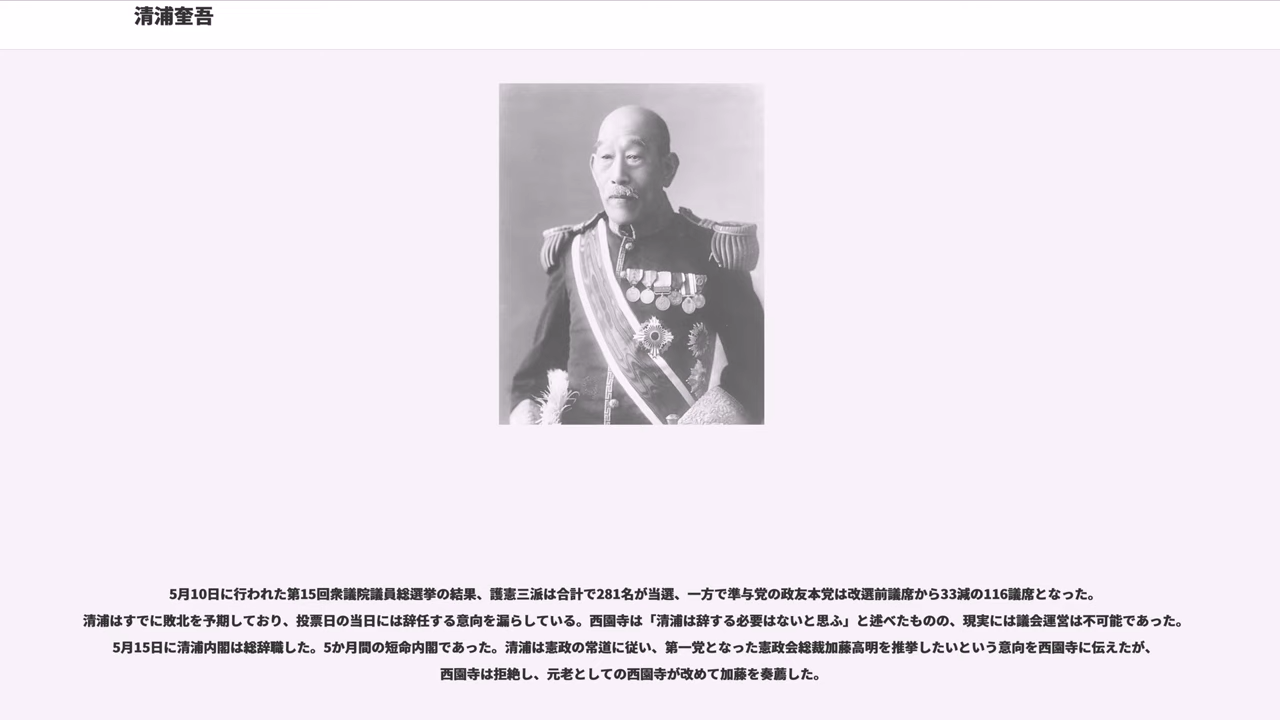 清浦奎吾
5月10日に行われた第15回衆議院議員総選挙の結果、護憲三派は合計で281名が当選、一方で準与党の政友本党は改選前議席から33減の116議席となった。
清浦はすでに敗北を予期しており、投票日の当日には辞任する意向を漏らしている。西園寺は「清浦は辞する必要はないと思ふ」と述べたものの、現実には議会運営は不可能であった。
5月15日に清浦内閣は総辞職した。5か月間の短命内閣であった。清浦は憲政の常道に従い、第一党となった憲政会総裁加藤高明を推挙したいという意向を西園寺に伝えたが、
西園寺は拒絶し、元老としての西園寺が改めて加藤を奏薦した。